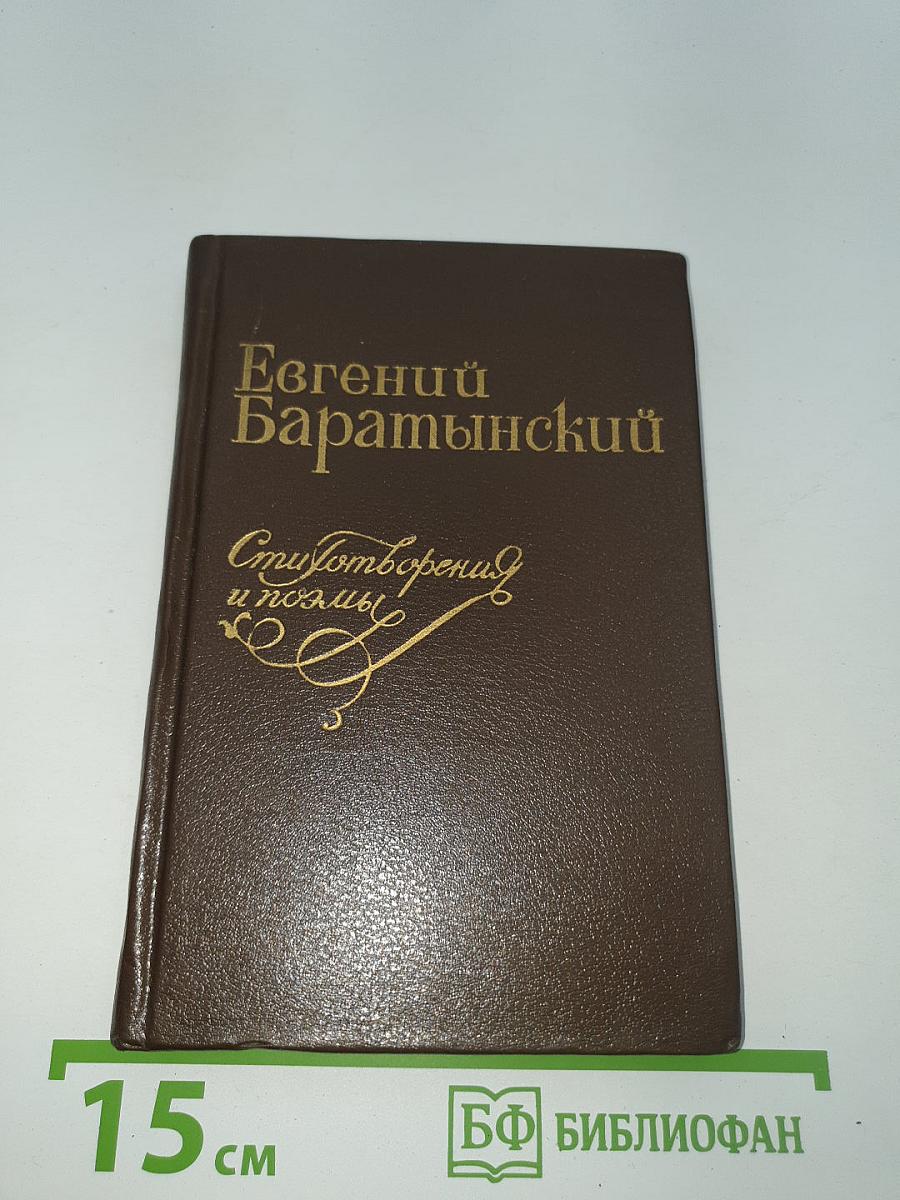 Евгений
Баратынский
Стихотворения
и поэмы
15 см
БФ БИБЛИОФАН